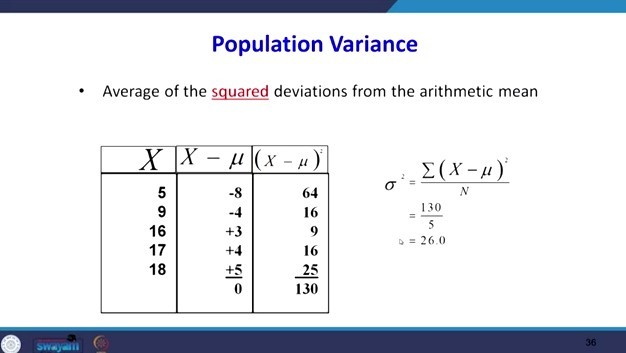 Population Variance
• Average of the squared deviations from the arithmetic mean
X X − μ (X − μ)²
5 -8 64
9 -4 16
16 +3 9
17 +4 16
18 +5 25
0 130
σ² = ∑(X − μ)² / N
= 130 / 5
= 26.0
swayam
36